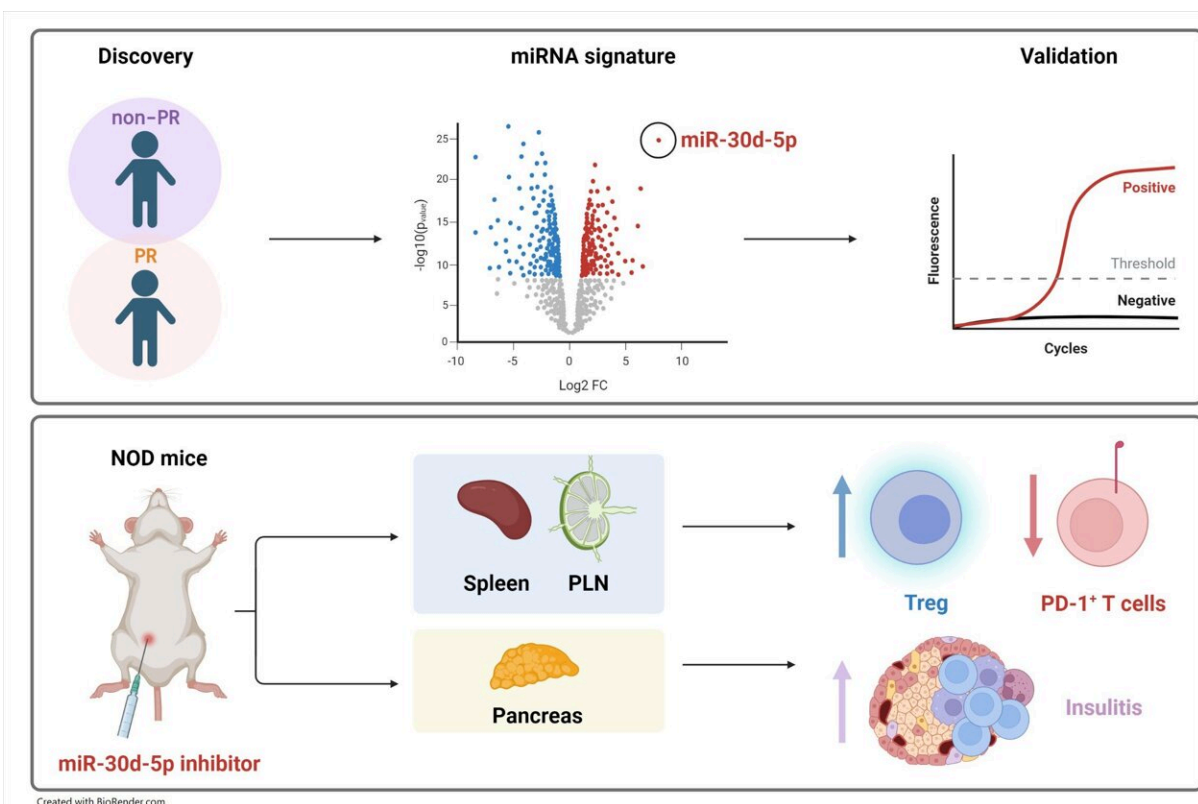 Discovery
miRNA signature
Validation
non-PR
PR
miR-30d-5p
-log10(pvalue)
25
20
15
10
5
0
-10
-5
0
5
10
Log2 FC
Fluorescence
Positive
Threshold
Negative
Cycles
NOD mice
miR-30d-5p inhibitor
Spleen
PLN
Pancreas
Treg
PD-1⁺ T cells
Insulitis
Created with BioRender.com